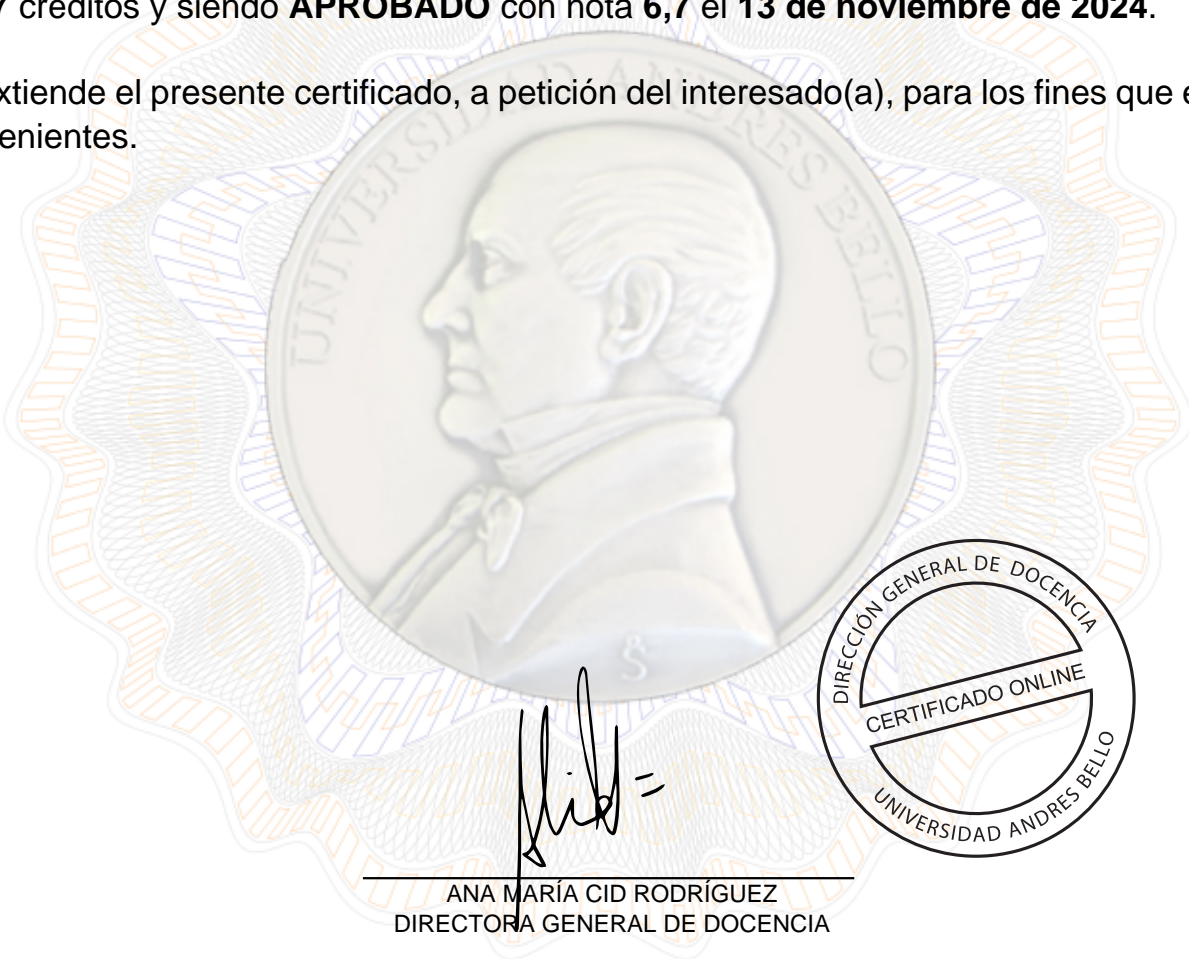 7 créditos y siendo APROBADO con nota 6,7 el 13 de noviembre de 2024.
xtiende el presente certificado, a petición del interesado(a), para los fines que e
enientes.
UNIVERSIDAD ANDRES BELLO
DIRECCIÓN GENERAL DE DOCENCIA
CERTIFICADO ONLINE
UNIVERSIDAD ANDRES BELLO
ANA MARÍA CID RODRÍGUEZ
DIRECTORA GENERAL DE DOCENCIA